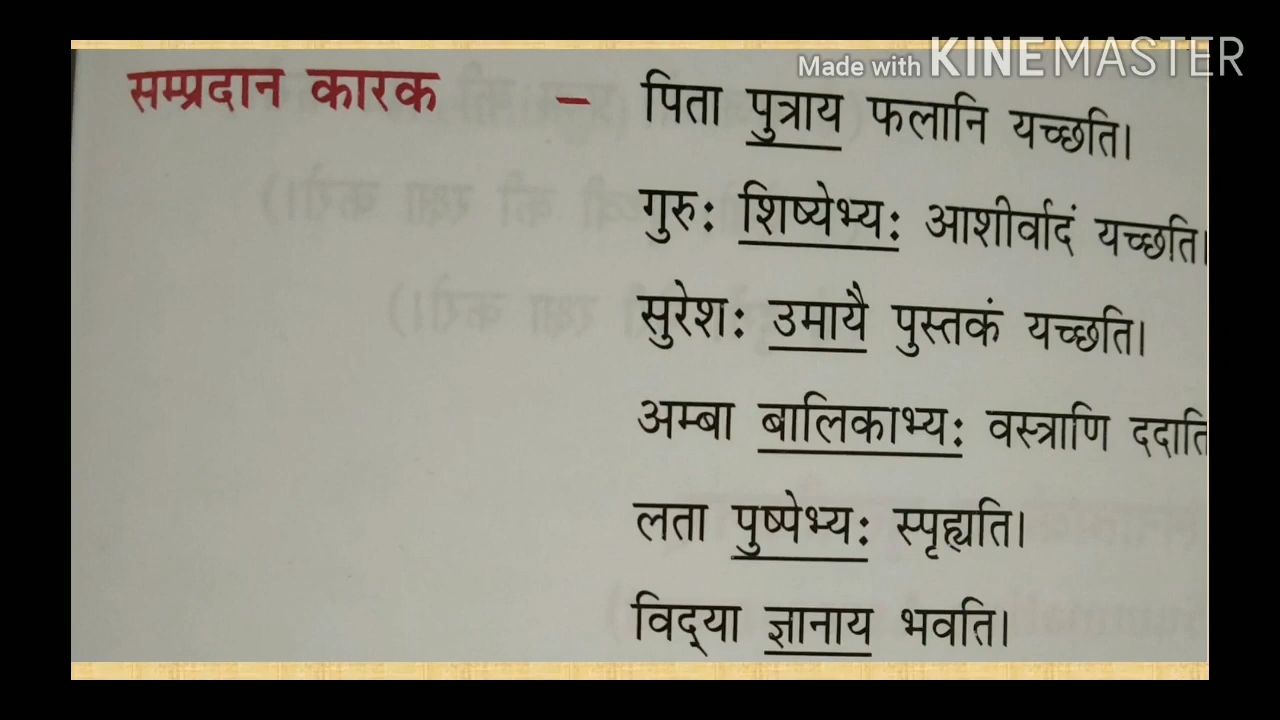 Made with KINEMASTER
सम्प्रदान कारक – पिता पुत्राय फलानि यच्छति।
गुरुः शिष्येभ्यः आशीर्वादं यच्छति।
सुरेशः उमायै पुस्तकं यच्छति।
अम्बा बालिकाभ्यः वस्त्राणि ददाति
लता पुष्पेभ्यः स्पृह्यति।
विद्‌या ज्ञानाय भवति।